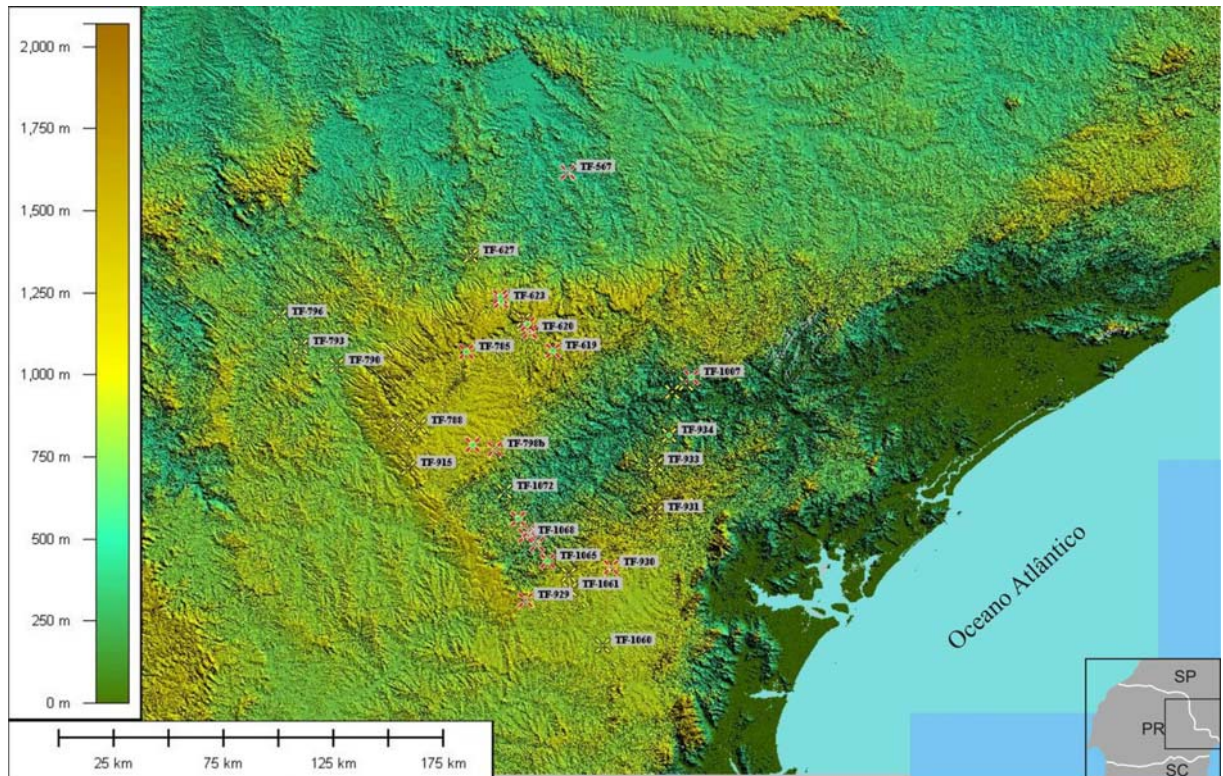 2,000 m
1,750 m
1,500 m
1,250 m
1,000 m
750 m
500 m
250 m
0 m
TF-567
TF-627
TF-623
TF-796
TF-620
TF-793
TF-705
TF-619
TF-790
TF-1007
TF-788
TF-934
TF-798b
TF-915
TF-933
TF-1072
TF-931
TF-1068
TF-1065
TF-930
TF-1061
TF-929
TF-1060
Oceano Atlântico
25 km 75 km 125 km 175 km
SP
PR
SC